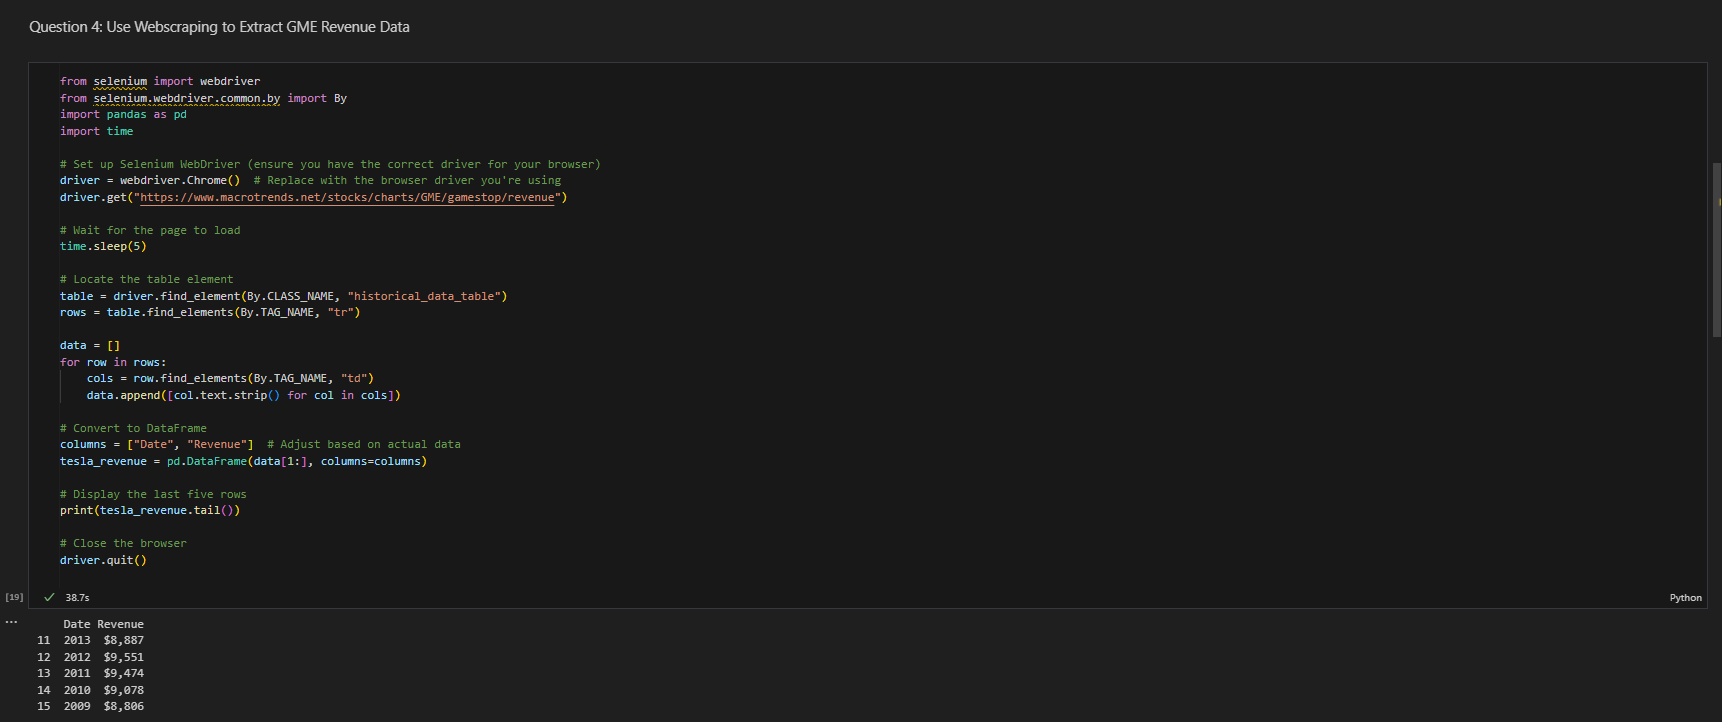 Question 4: Use Webscraping to Extract GME Revenue Data
from selenium import webdriver
from selenium.webdriver.common.by import By
import pandas as pd
import time
# Set up Selenium WebDriver (ensure you have the correct driver for your browser)
driver = webdriver.Chrome()  # Replace with the browser driver you're using
driver.get("https://www.macrotrends.net/stocks/charts/GME/gamestop/revenue")
# Wait for the page to load
time.sleep(5)
# Locate the table element
table = driver.find_element(By.CLASS_NAME, "historical_data_table")
rows = table.find_elements(By.TAG_NAME, "tr")
data = []
for row in rows:
    cols = row.find_elements(By.TAG_NAME, "td")
    data.append([col.text.strip() for col in cols])
# Convert to DataFrame
columns = ["Date", "Revenue"]  # Adjust based on actual data
tesla_revenue = pd.DataFrame(data[1:], columns=columns)
# Display the last five rows
print(tesla_revenue.tail())
# Close the browser
driver.quit()
[19] 38.7s Python
... Date Revenue
11 2013 $8,887
12 2012 $9,551
13 2011 $9,474
14 2010 $9,078
15 2009 $8,806